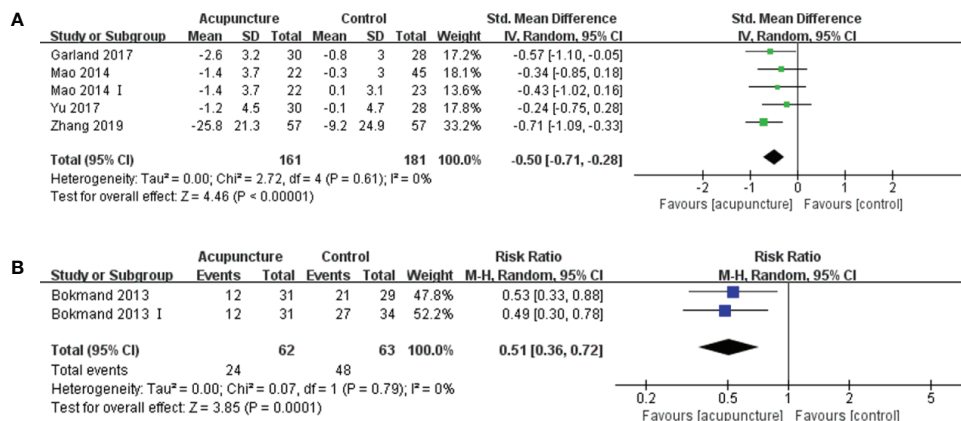 A
Acupuncture Control Std. Mean Difference Std. Mean Difference
Study or Subgroup Mean SD Total Mean SD Total Weight IV, Random, 95% CI IV, Random, 95% CI
Garland 2017 -2.6 3.2 30 -0.8 3 28 17.2% -0.57 [-1.10, -0.05]
Mao 2014 -1.4 3.7 22 -0.3 3 45 18.1% -0.34 [-0.85, 0.18]
Mao 2014 I -1.4 3.7 22 0.1 3.1 23 13.6% -0.43 [-1.02, 0.16]
Yu 2017 -1.2 4.5 30 -0.1 4.7 28 17.8% -0.24 [-0.75, 0.28]
Zhang 2019 -25.8 21.3 57 -9.2 24.9 57 33.2% -0.71 [-1.09, -0.33]
Total (95% CI) 161 181 100.0% -0.50 [-0.71, -0.28]
Heterogeneity: Tau² = 0.00; Chi² = 2.72, df = 4 (P = 0.61); I² = 0%
Test for overall effect: Z = 4.46 (P < 0.00001)
-2 -1 0 1 2
Favours [acupuncture] Favours [control]
B
Acupuncture Control Risk Ratio Risk Ratio
Study or Subgroup Events Total Events Total Weight M-H, Random, 95% CI M-H, Random, 95% CI
Bokmand 2013 12 31 21 29 47.8% 0.53 [0.33, 0.88]
Bokmand 2013 I 12 31 27 34 52.2% 0.49 [0.30, 0.78]
Total (95% CI) 62 63 100.0% 0.51 [0.36, 0.72]
Total events 24 48
Heterogeneity: Tau² = 0.00; Chi² = 0.07, df = 1 (P = 0.79); I² = 0%
Test for overall effect: Z = 3.85 (P = 0.0001)
0.2 0.5 1 2 5
Favours [acupuncture] Favours [control]